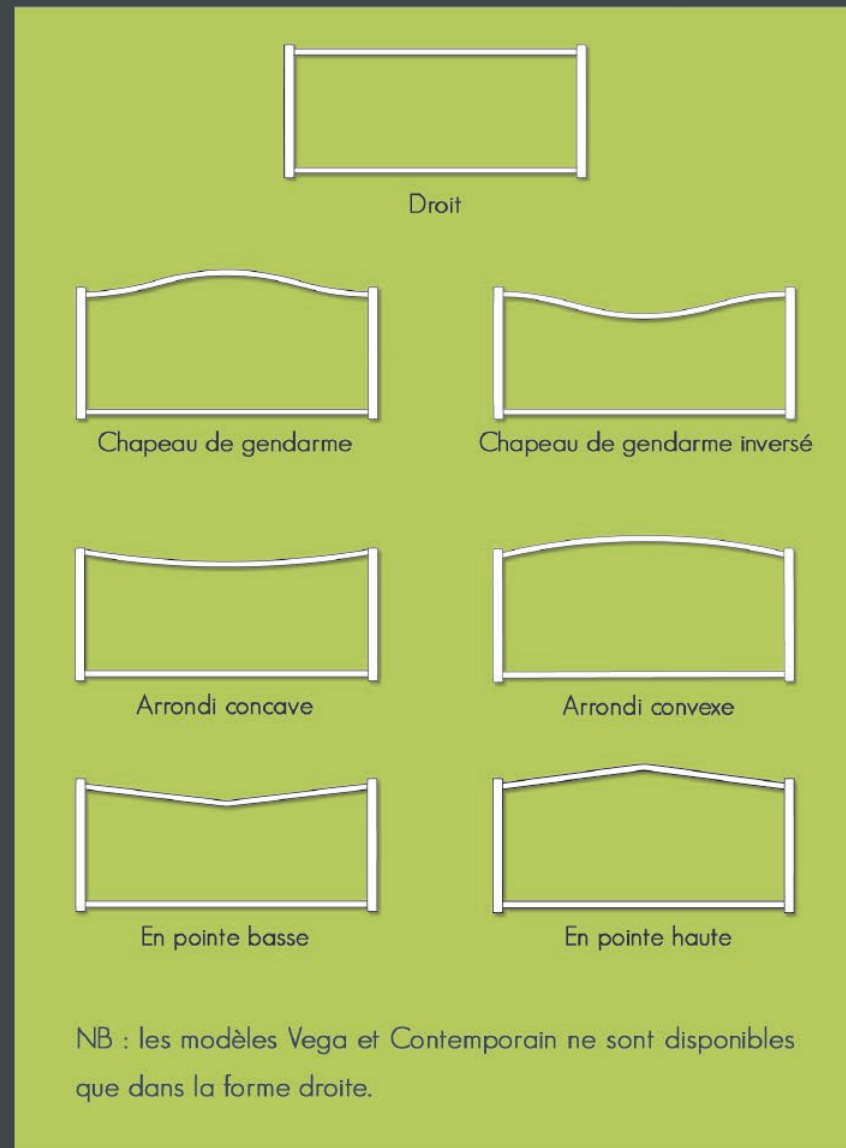 Droit
Chapeau de gendarme
Chapeau de gendarme inversé
Arrondi concave
Arrondi convexe
En pointe basse
En pointe haute
NB : les modèles Vega et Contemporain ne sont disponibles
que dans la forme droite.